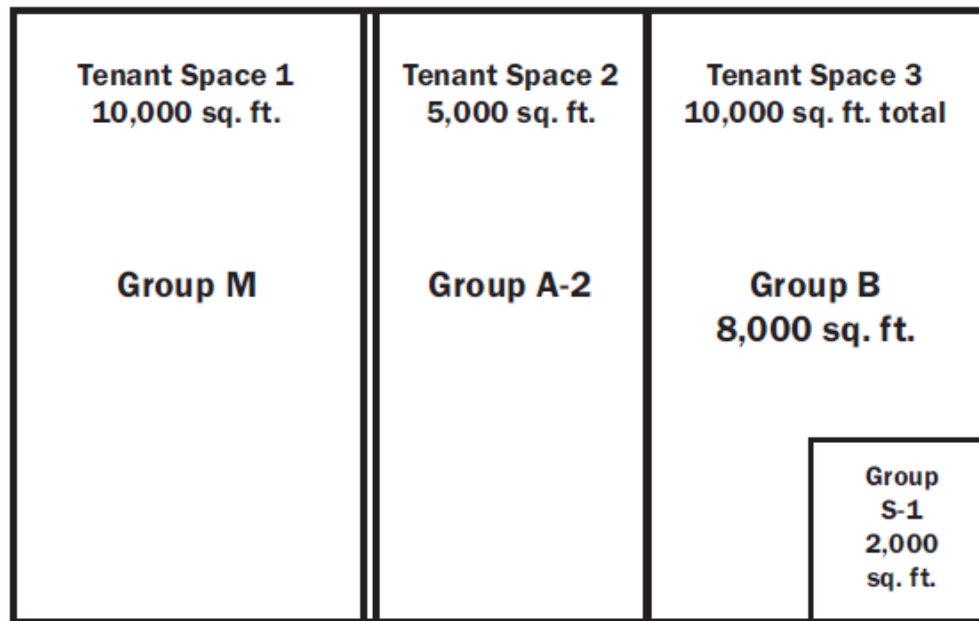 Tenant Space 1
10,000 sq. ft.
Group M
Tenant Space 2
5,000 sq. ft.
Group A-2
Tenant Space 3
10,000 sq. ft. total
Group B
8,000 sq. ft.
Group
S-1
2,000
sq. ft.